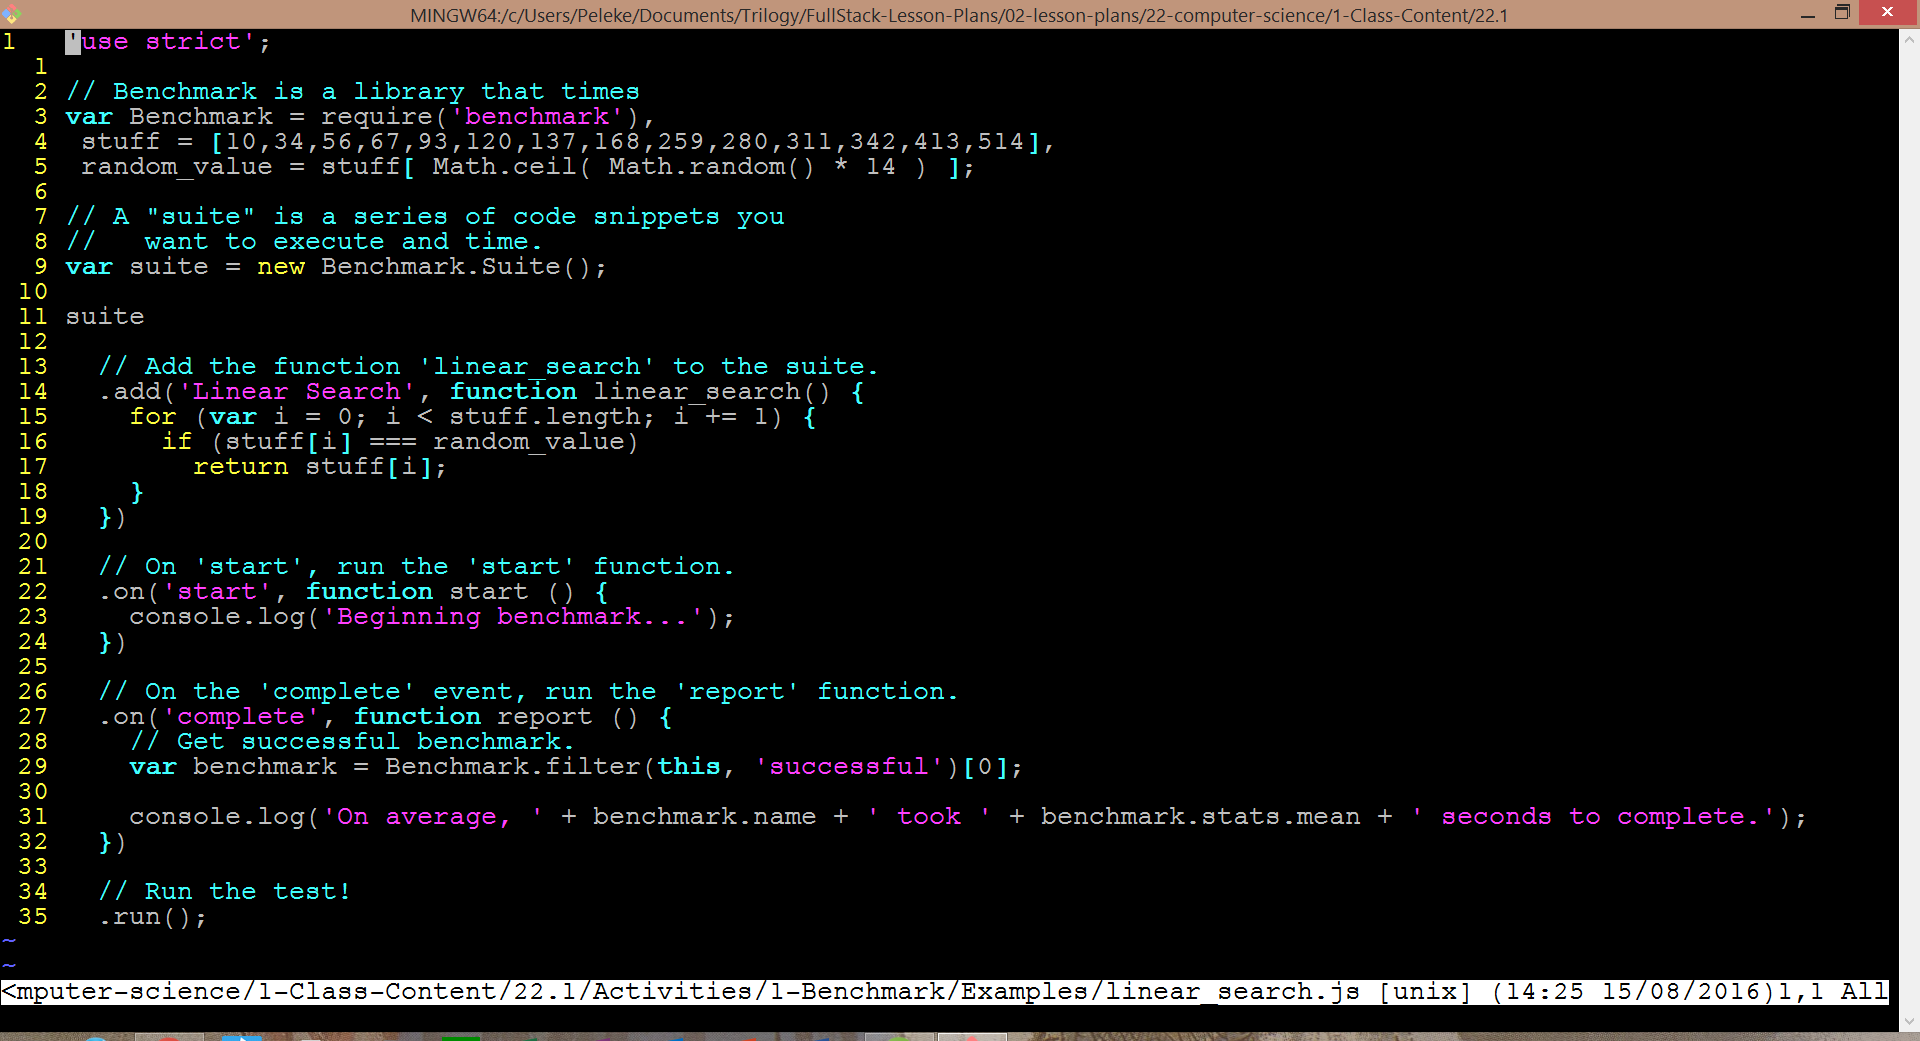 MINGW64:/c/Users/Peleke/Documents/Trilogy/FullStack-Lesson-Plans/02-lesson-plans/22-computer-science/1-Class-Content/22.1
1   'use strict';
  1
  2 // Benchmark is a library that times
  3 var Benchmark = require('benchmark'),
  4  stuff = [10,34,56,67,93,120,137,168,259,280,311,342,413,514],
  5  random_value = stuff[ Math.ceil( Math.random() * 14 ) ];
  6
  7 // A "suite" is a series of code snippets you
  8 //   want to execute and time.
  9 var suite = new Benchmark.Suite();
 10
 11 suite
 12
 13   // Add the function 'linear_search' to the suite.
 14   .add('Linear Search', function linear_search() {
 15     for (var i = 0; i < stuff.length; i += 1) {
 16       if (stuff[i] === random_value)
 17         return stuff[i];
 18     }
 19   })
 20
 21   // On 'start', run the 'start' function.
 22   .on('start', function start () {
 23     console.log('Beginning benchmark...');
 24   })
 25
 26   // On the 'complete' event, run the 'report' function.
 27   .on('complete', function report () {
 28     // Get successful benchmark.
 29     var benchmark = Benchmark.filter(this, 'successful')[0];
 30
 31     console.log('On average, ' + benchmark.name + ' took ' + benchmark.stats.mean + ' seconds to complete.');
 32   })
 33
 34   // Run the test!
 35   .run();
~
~
<mputer-science/1-Class-Content/22.1/Activities/1-Benchmark/Examples/linear_search.js [unix] (14:25 15/08/2016)1,1 All